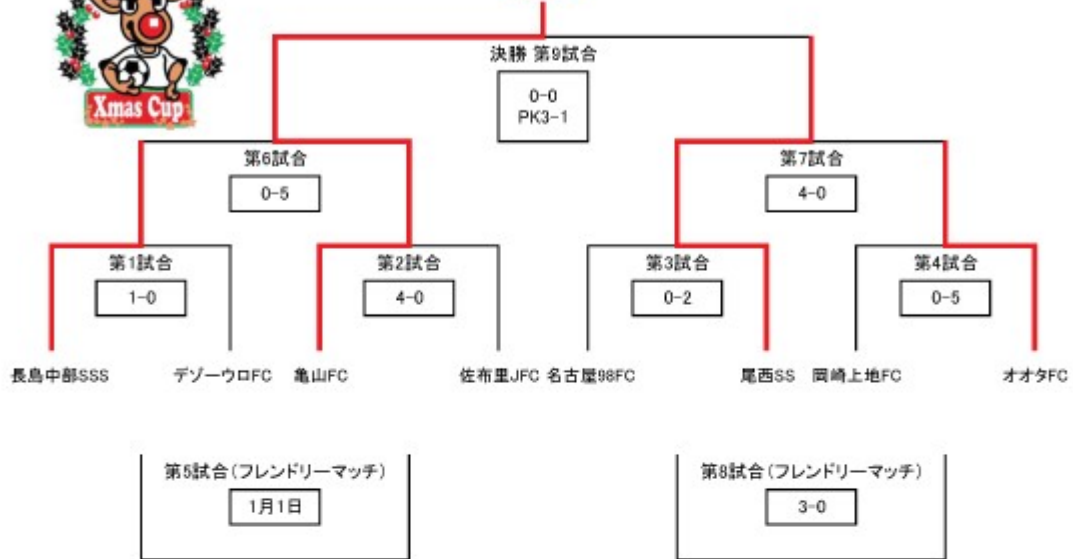 Xmas Cup
決勝 第9試合
0-0
PK3-1
第6試合
0-5
第7試合
4-0
第1試合
1-0
第2試合
4-0
第3試合
0-2
第4試合
0-5
長島中部SSS
デゾーウロFC
亀山FC
佐布里JFC
名古屋98FC
尾西SS
岡崎上地FC
オオタFC
第5試合(フレンドリーマッチ)
1月1日
第8試合(フレンドリーマッチ)
3-0